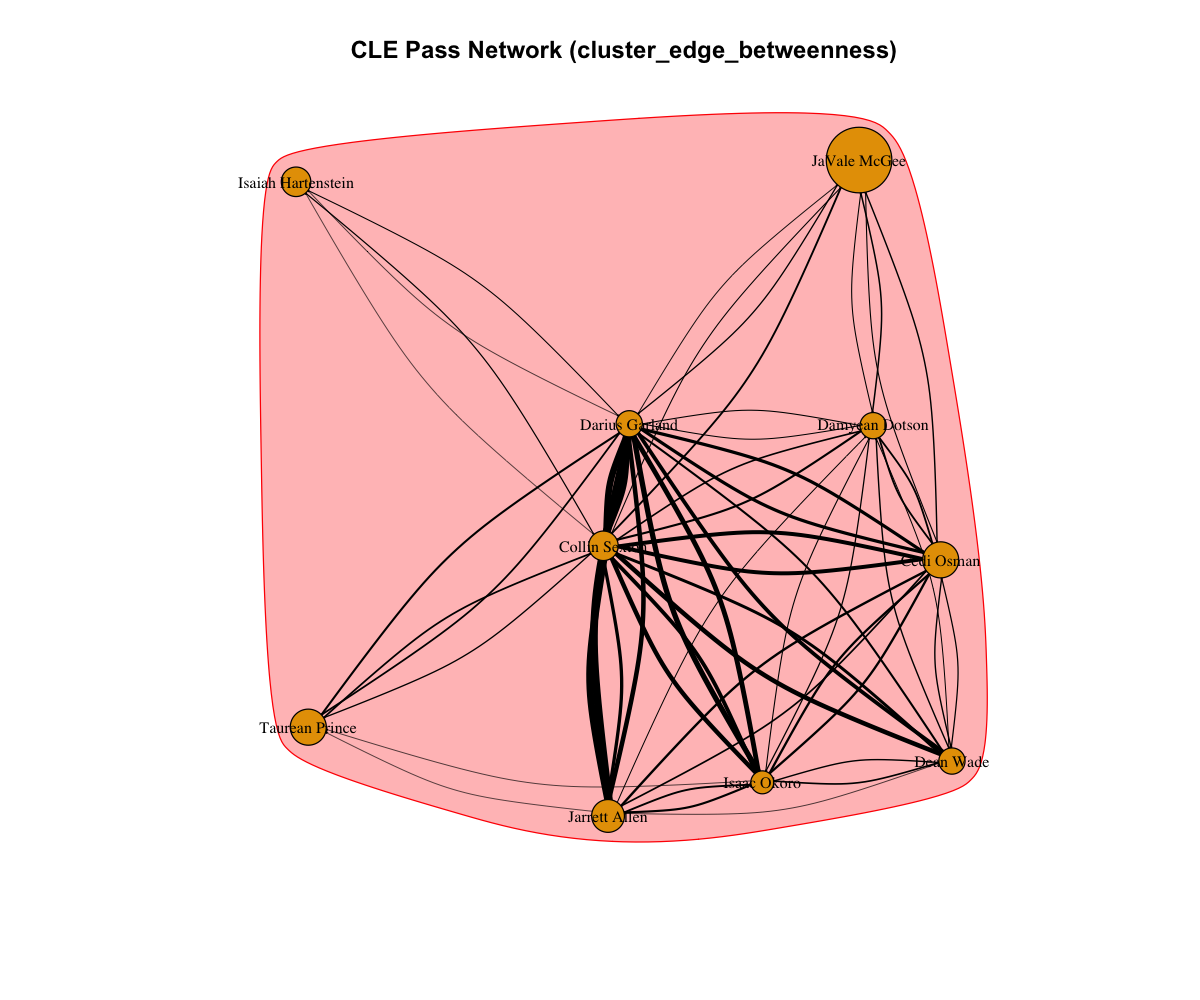 CLE Pass Network (cluster_edge_betweenness)
JaVale McGee
Isaiah Hartenstein
Darius Garland
Damyean Dotson
Collin Sexton
Cedi Osman
Taurean Prince
Dean Wade
Isaac Okoro
Jarrett Allen